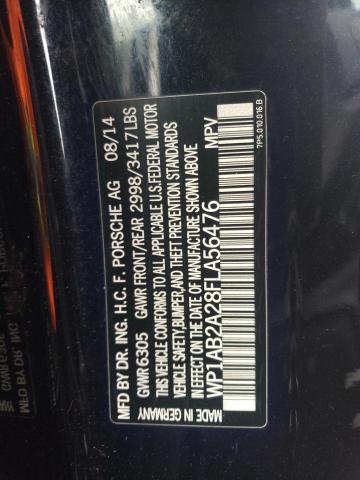 MFD BY DR. ING. H.C. F. PORSCHE AG 08/14
GVWR 6305 GAWR FRONT/REAR 2998/3417LBS
THIS VEHICLE CONFORMS TO ALL APPLICABLE U.S.FEDERAL MOTOR
VEHICLE SAFETY,BUMPER,AND THEFT PREVENTION STANDARDS
IN EFFECT ON THE DATE OF MANUFACTURE SHOWN ABOVE
WP1AB2A28FLA56476 MPV
MADE IN GERMANY
7P5.010.016 B